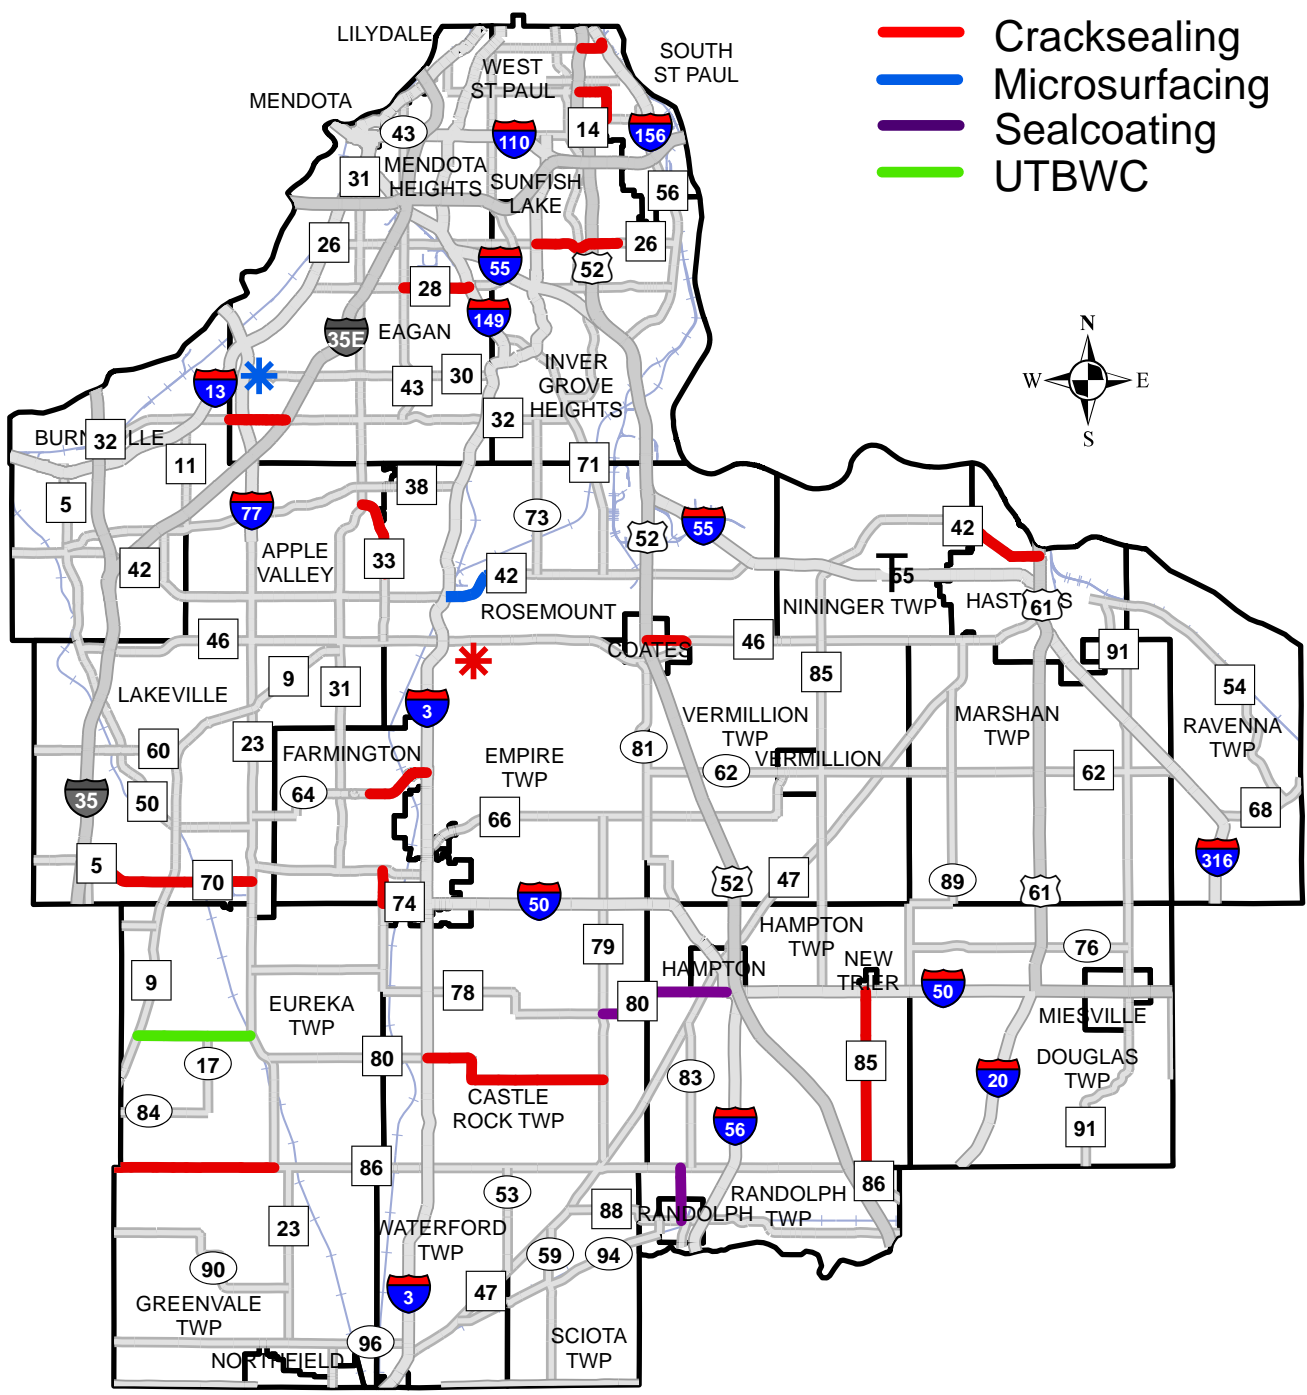 LILYDALE
SOUTH
ST PAUL
WEST
ST PAUL
MENDOTA
Cracksealing
Microsurfacing
Sealcoating
UTBWC
43
110
14
156
31
MENDOTA
HEIGHTS
SUNFISH
LAKE
56
26
26
55
52
28
149
35E
EAGAN
N
W
E
S
13
43
30
INVER
GROVE
HEIGHTS
32
BURNSVILLE
32
11
71
5
38
77
73
52
55
42
APPLE
VALLEY
33
42
42
55
ROSEMOUNT
NININGER TWP
HASTINGS
61
46
COATES
46
91
LAKEVILLE
9
31
85
54
3
VERMILLION
TWP
MARSHAN
TWP
RAVENNA
TWP
60
23
FARMINGTON
EMPIRE
TWP
81
62
VERMILLION
62
35
50
64
66
68
5
70
316
74
50
52
47
89
61
HAMPTON
TWP
79
76
9
78
HAMPTON
NEW
TRIER
50
80
EUREKA
TWP
MIESVILLE
17
80
83
85
DOUGLAS
TWP
20
84
CASTLE
ROCK TWP
56
91
86
53
86
23
WATERFORD
TWP
88
RANDOLPH
RANDOLPH
TWP
90
59
94
GREENVALE
TWP
3
47
96
NORTHFIELD
SCIOTA
TWP